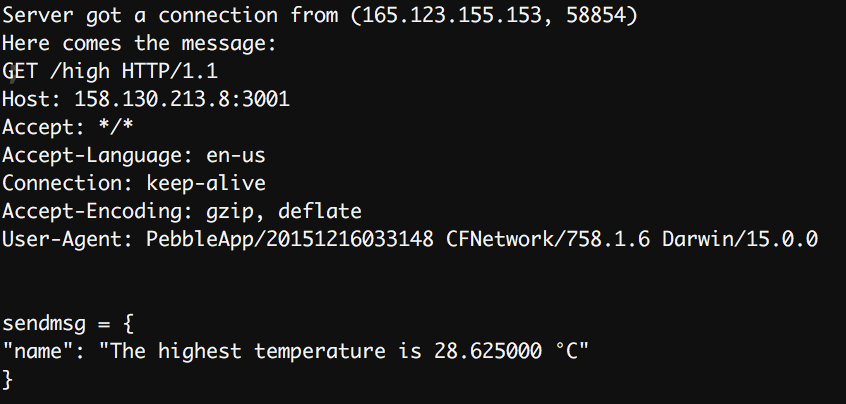 Server got a connection from (165.123.155.153, 58854)
Here comes the message:
GET /high HTTP/1.1
Host: 158.130.213.8:3001
Accept: */*
Accept-Language: en-us
Connection: keep-alive
Accept-Encoding: gzip, deflate
User-Agent: PebbleApp/20151216033148 CFNetwork/758.1.6 Darwin/15.0.0
sendmsg = {
"name": "The highest temperature is 28.625000 °C"
}